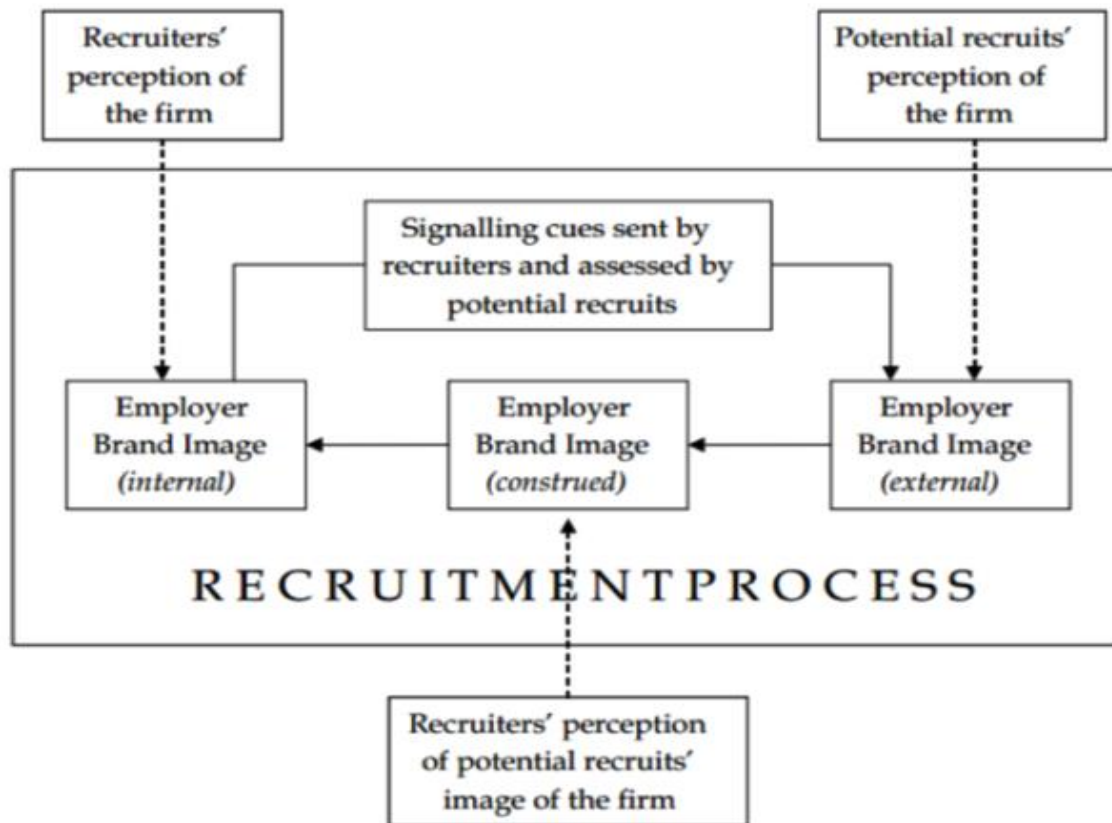 Recruiters’
perception of
the firm
Potential recruits’
perception of
the firm
Signalling cues sent by
recruiters and assessed by
potential recruits
Employer
Brand Image
(internal)
Employer
Brand Image
(construed)
Employer
Brand Image
(external)
RECRUITMENTPROCESS
Recruiters’ perception
of potential recruits’
image of the firm